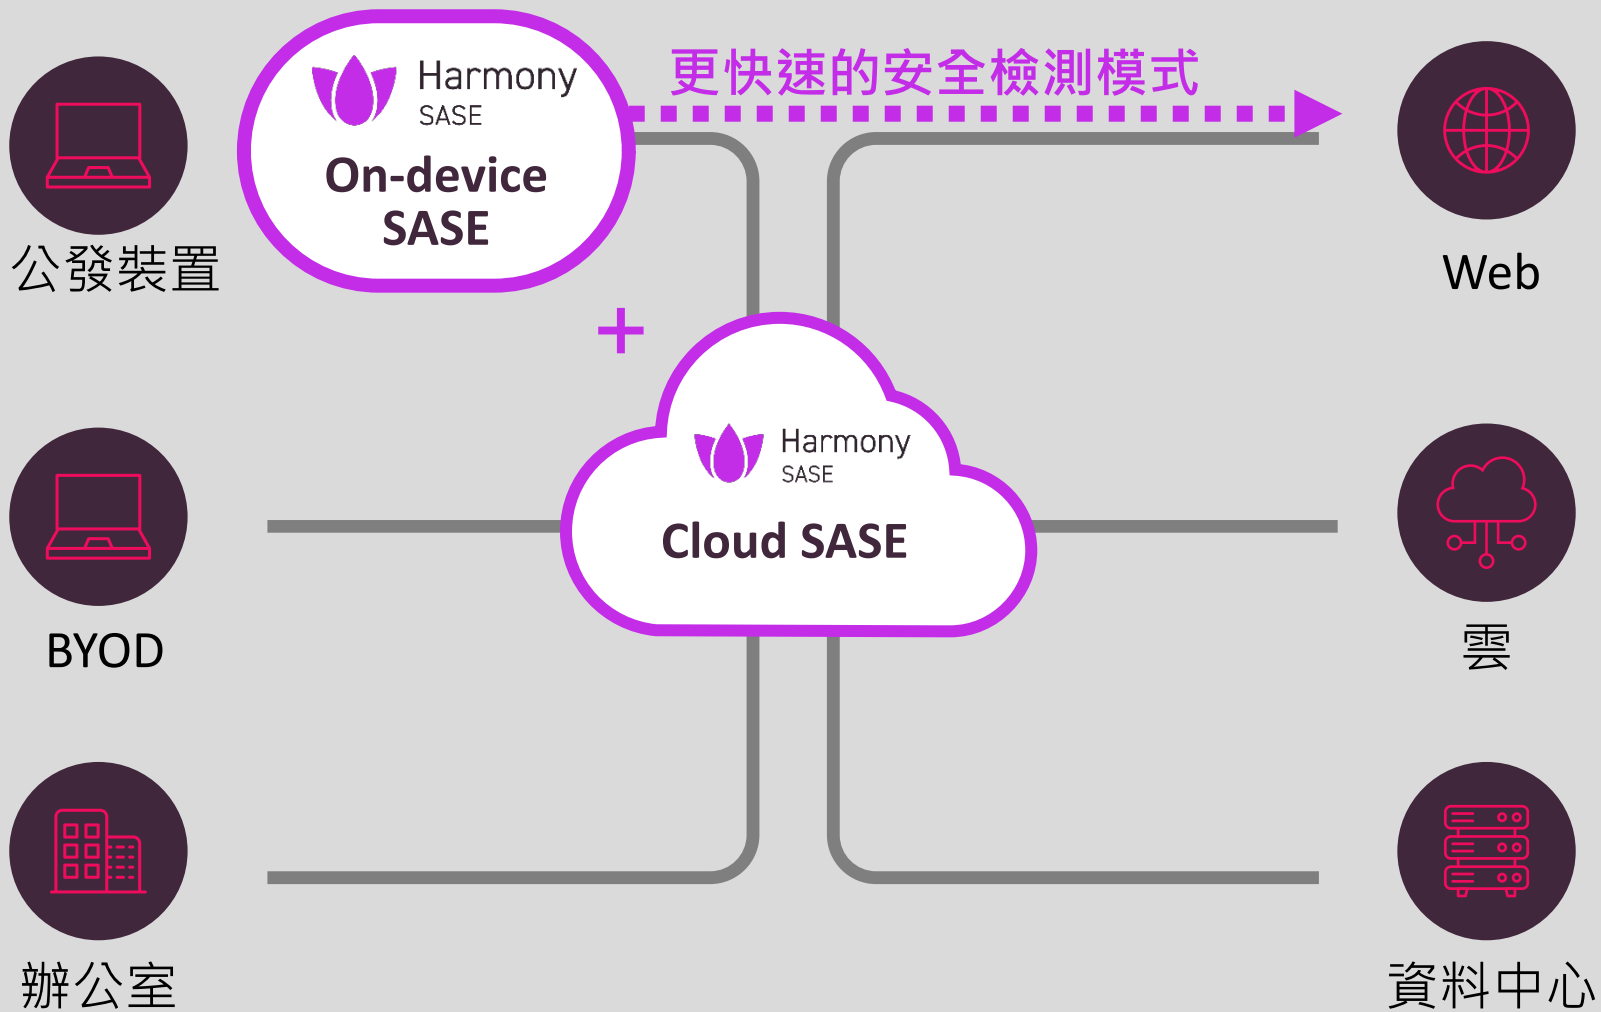 Harmony
SASE
On-device
SASE
更快速的安全檢測模式
公發裝置
Web
+
Harmony
SASE
Cloud SASE
BYOD
雲
辦公室
資料中心